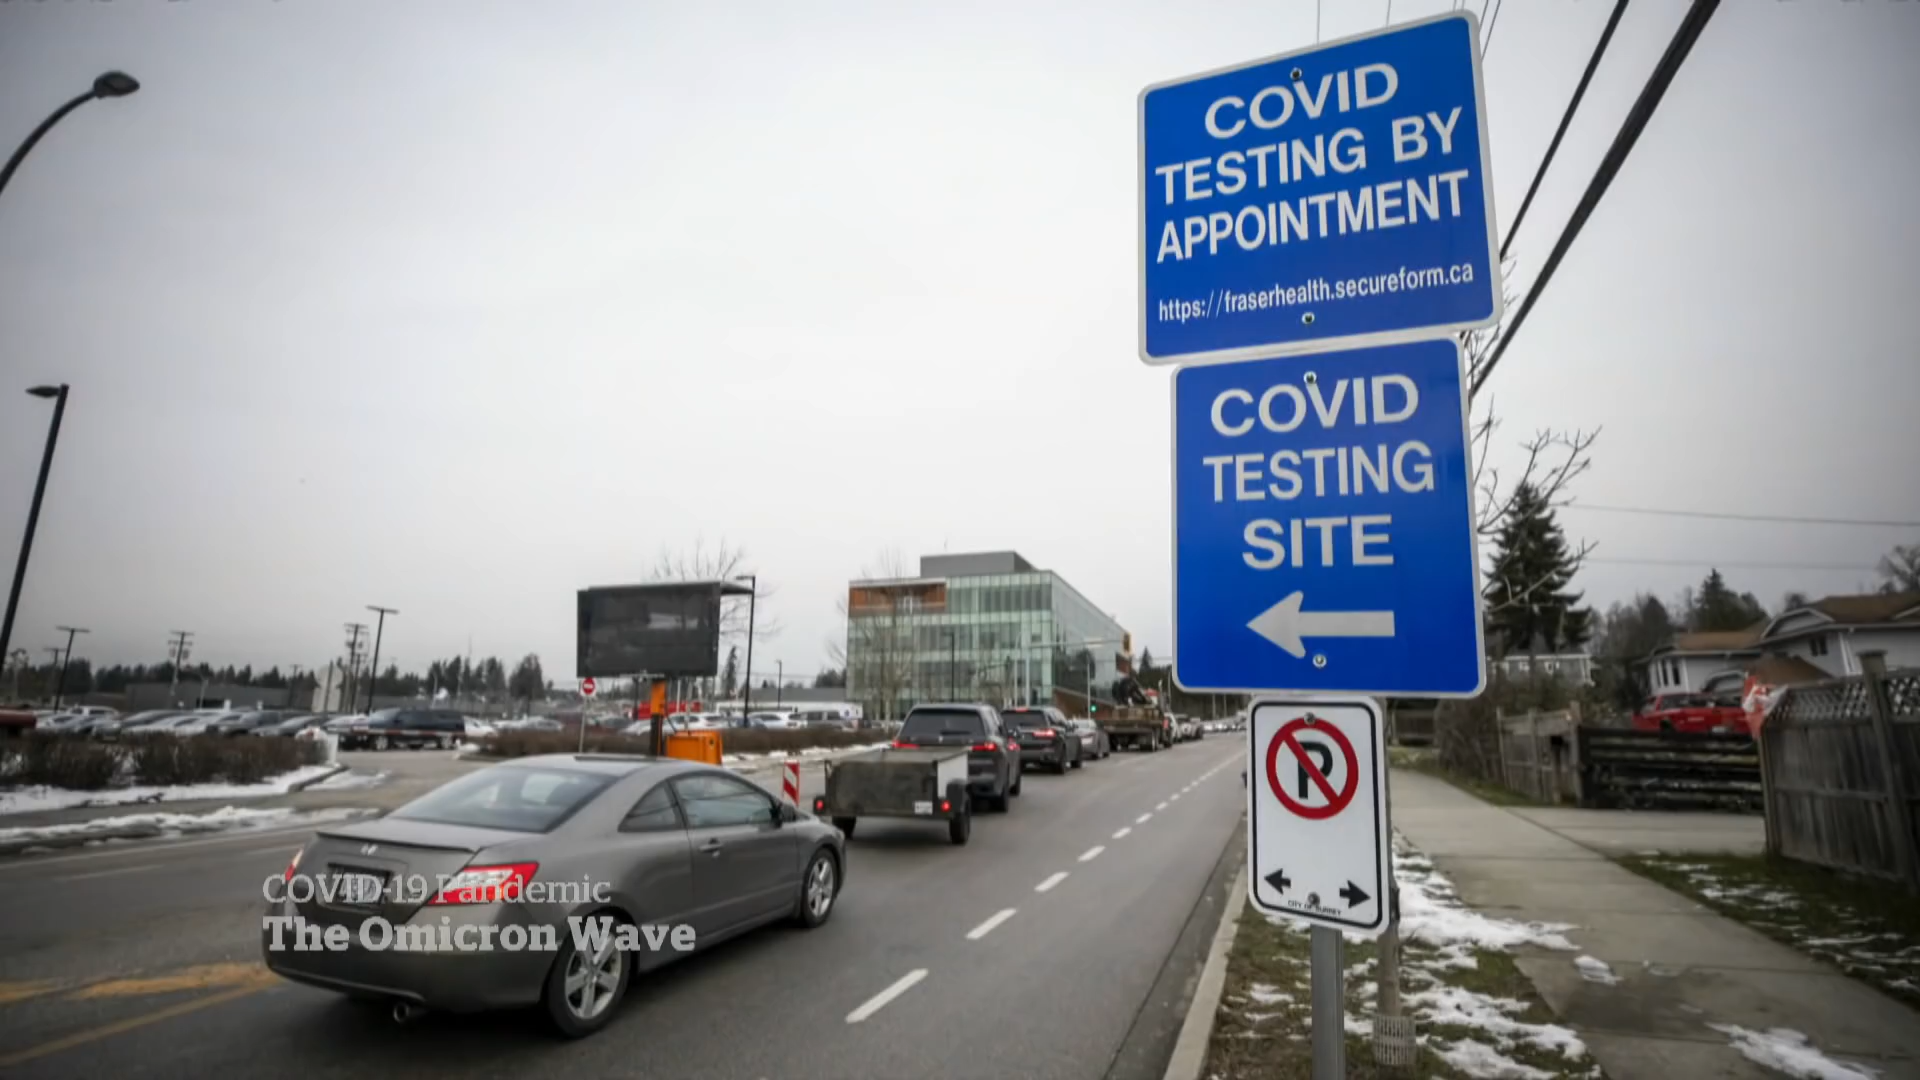 COVID
TESTING BY
APPOINTMENT
https://fraserhealth.secureform.ca
COVID
TESTING
SITE
P
CITY OF SURREY
COVID-19 Pandemic
The Omicron Wave